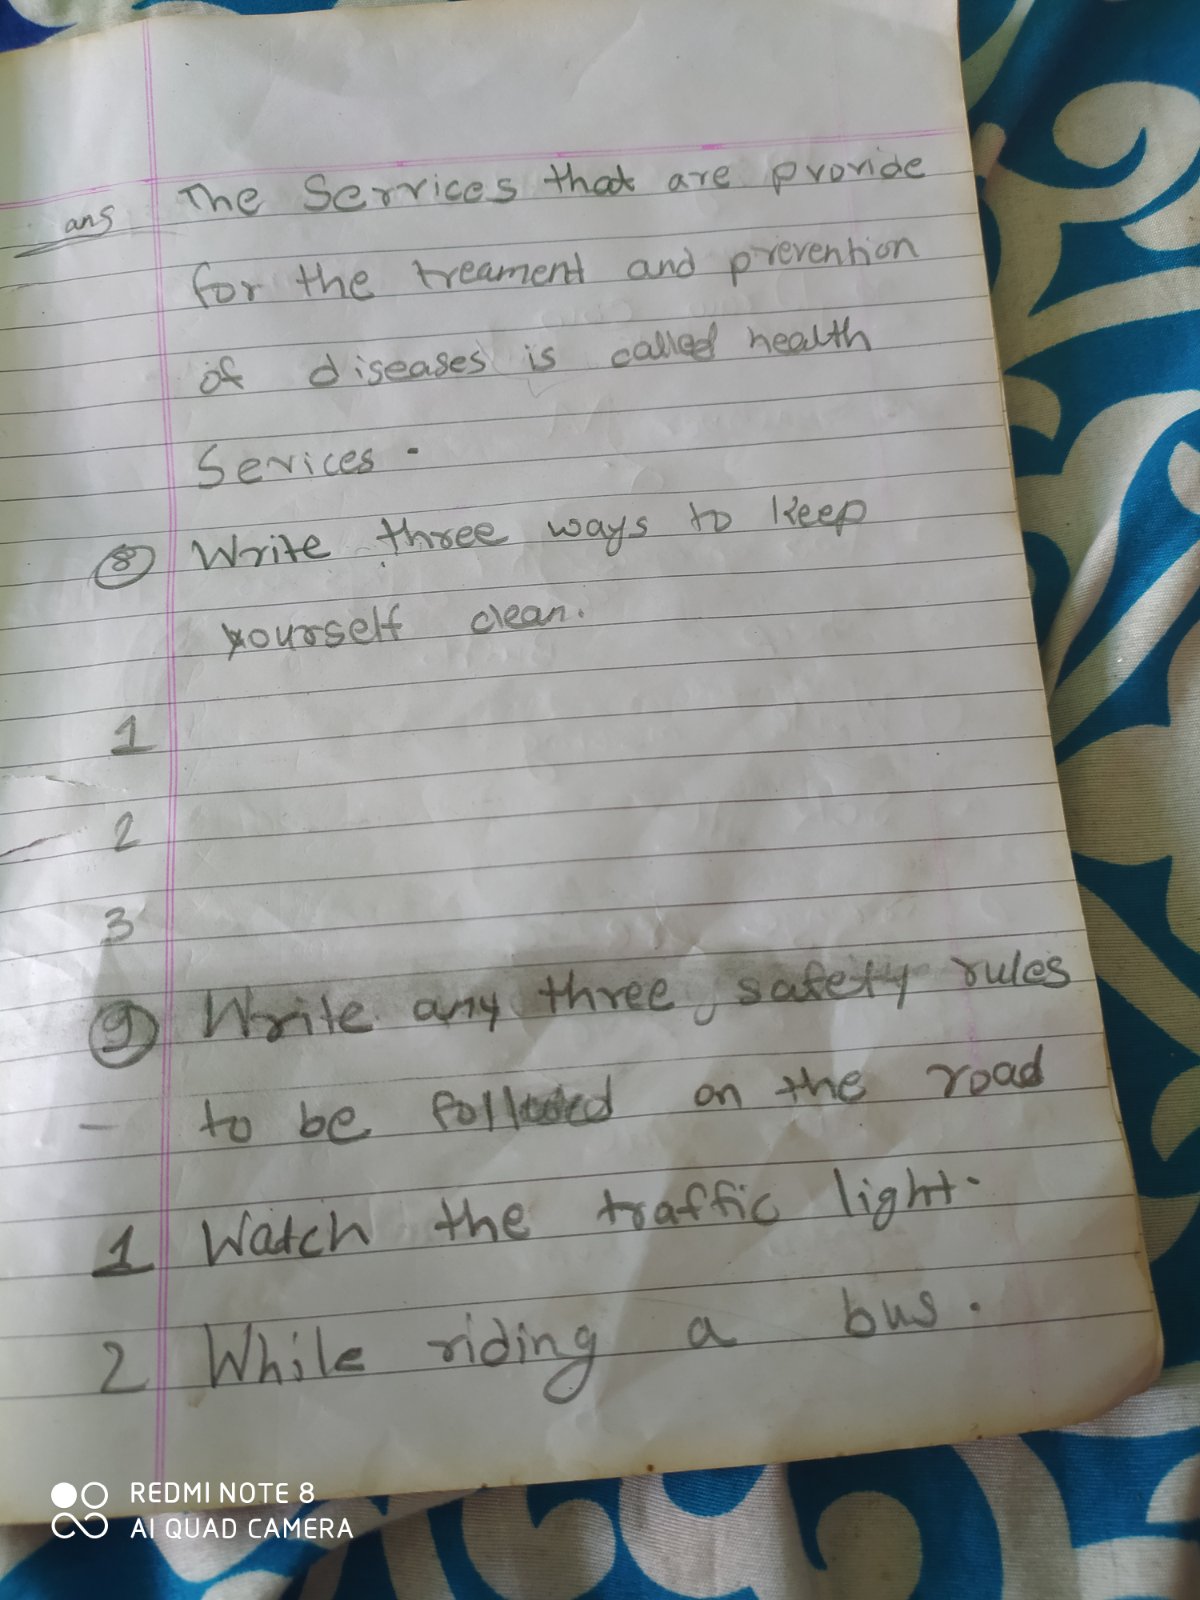 ans The Services that are provide
for the treament and prevention
of diseases is called health
Services.
8 Write three ways to keep
yourself clean.
1
2
3
9 Write any three, safety rules
to be on the road
1 Watch the traffic light.
2 While riding a bus.
REDMI NOTE 8
AI QUAD CAMERA